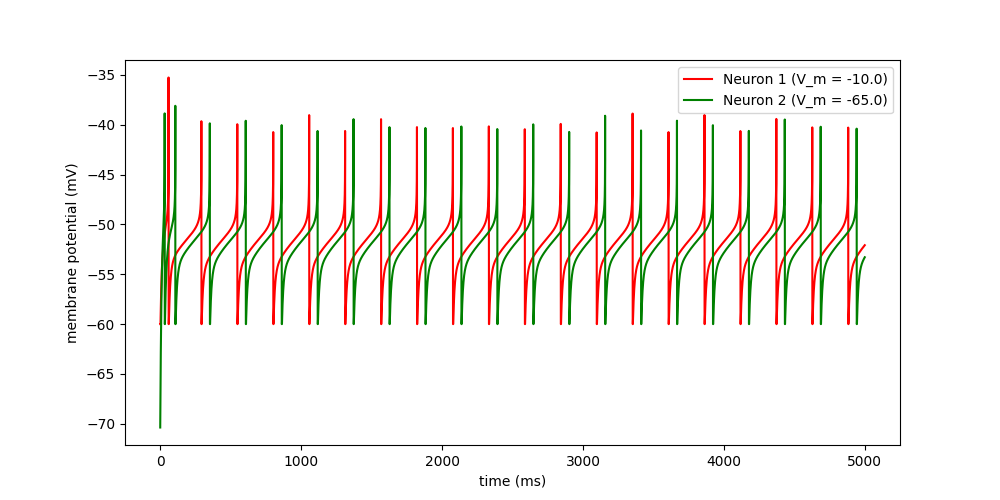 Neuron 1 (V_m = -10.0)
Neuron 2 (V_m = -65.0)
−35
−40
−45
−50
−55
−60
−65
−70
membrane potential (mV)
0 1000 2000 3000 4000 5000
time (ms)